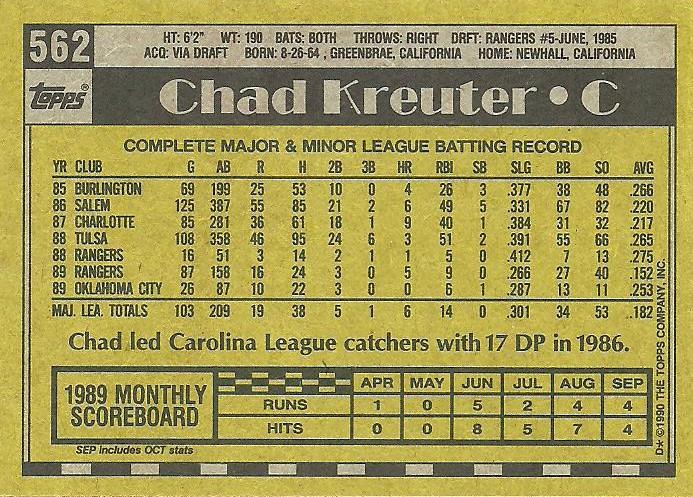 562
HT: 6'2" WT: 190 BATS: BOTH THROWS: RIGHT DRFT: RANGERS #5-JUNE, 1985
ACQ: VIA DRAFT BORN: 8-26-64, GREENBRAE, CALIFORNIA HOME: NEWHALL, CALIFORNIA
Topps®
Chad Kreuter • C
COMPLETE MAJOR & MINOR LEAGUE BATTING RECORD
YR CLUB G AB R H 2B 3B HR RBI SB SLG BB SO AVG
85 BURLINGTON 69 199 25 53 10 0 4 26 3 .377 38 48 .266
86 SALEM 125 387 55 85 21 2 6 49 5 .331 67 82 .220
87 CHARLOTTE 85 281 36 61 18 1 9 40 1 .384 31 32 .217
88 TULSA 108 358 46 95 24 6 3 51 2 .391 55 66 .265
88 RANGERS 16 51 3 14 2 1 1 5 0 .412 7 13 .275
89 RANGERS 87 158 16 24 3 0 5 9 0 .266 27 40 .152
89 OKLAHOMA CITY 26 87 10 22 3 0 0 6 1 .287 13 11 .253
MAJ. LEA. TOTALS 103 209 19 38 5 1 6 14 0 .301 34 53 .182
Chad led Carolina League catchers with 17 DP in 1986.
1989 MONTHLY
SCOREBOARD
APR MAY JUN JUL AUG SEP
RUNS 1 0 5 2 4 4
HITS 0 0 8 5 7 4
SEP includes OCT stats
D★ ©1990 THE TOPPS COMPANY, INC.